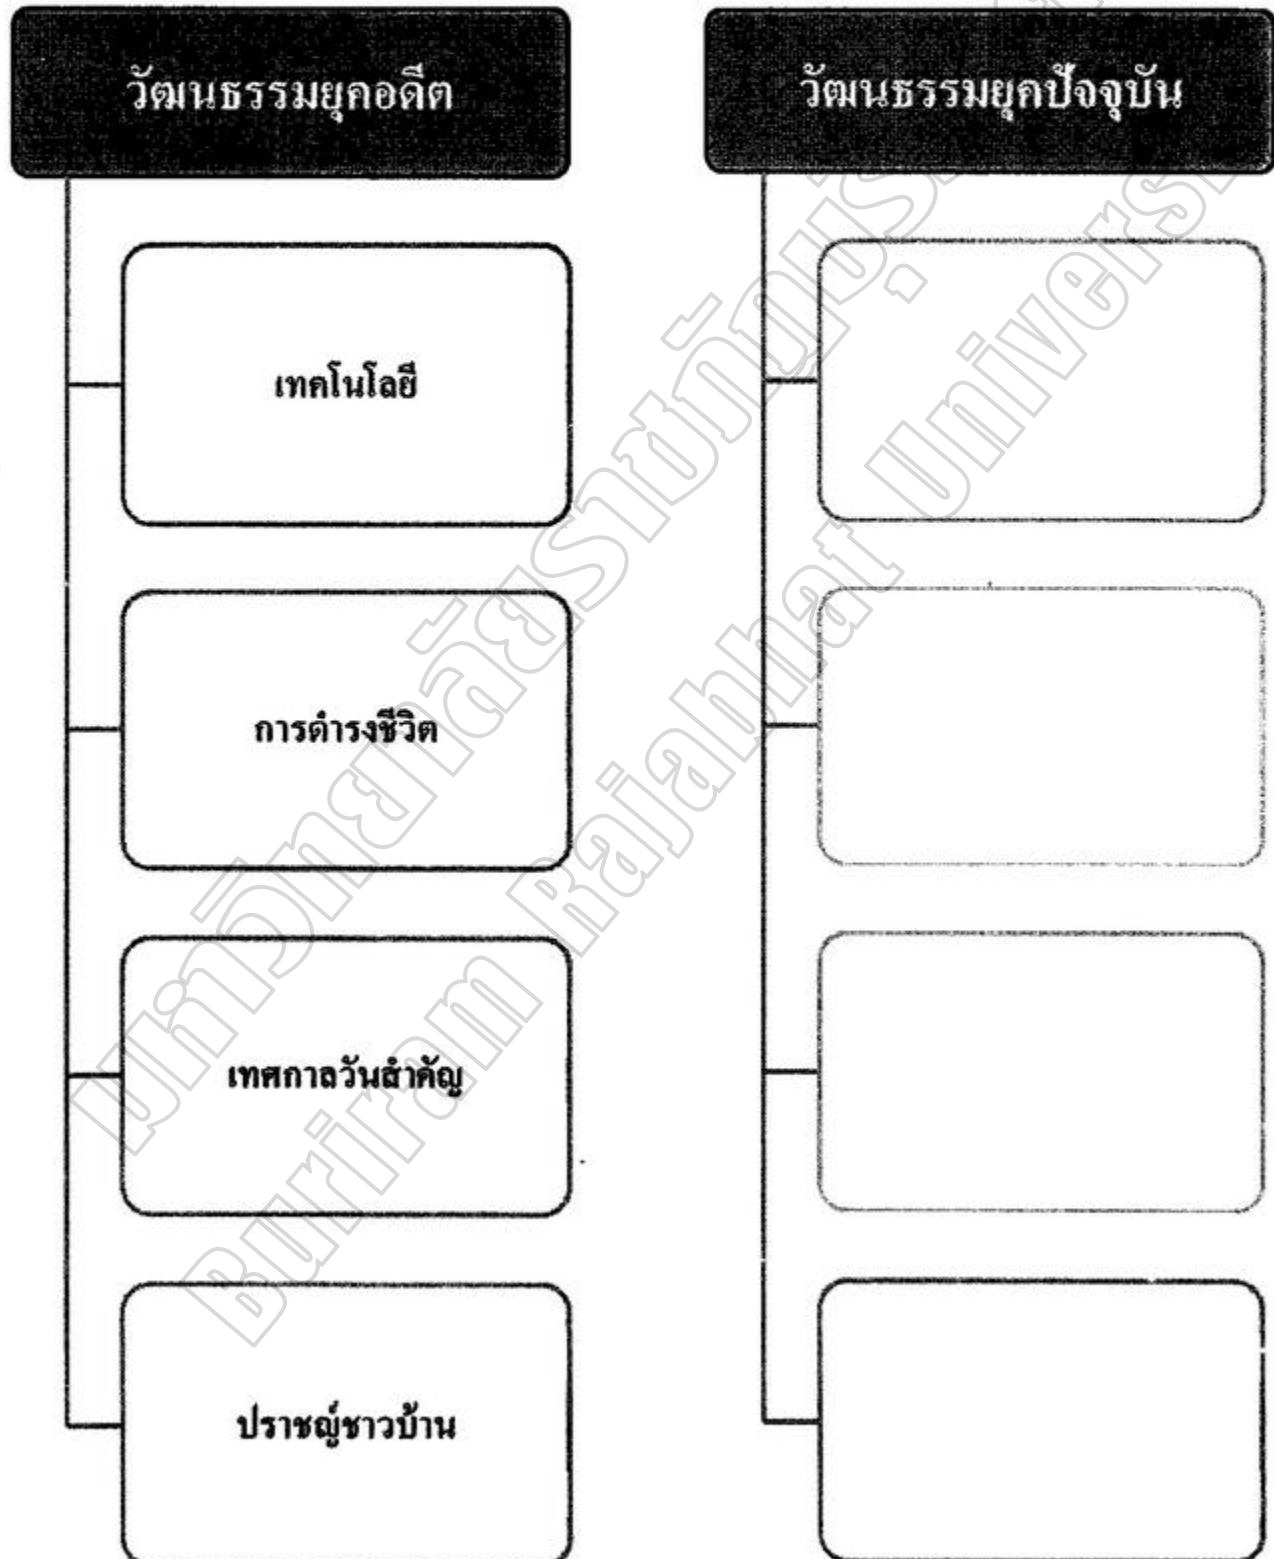 วัฒนธรรมยุคอดีต
วัฒนธรรมยุคปัจจุบัน
เทคโนโลยี
การดำรงชีวิต
เทศกาลวันสำคัญ
ปราชญ์ชาวบ้าน
Buriram Rajabhat Univers